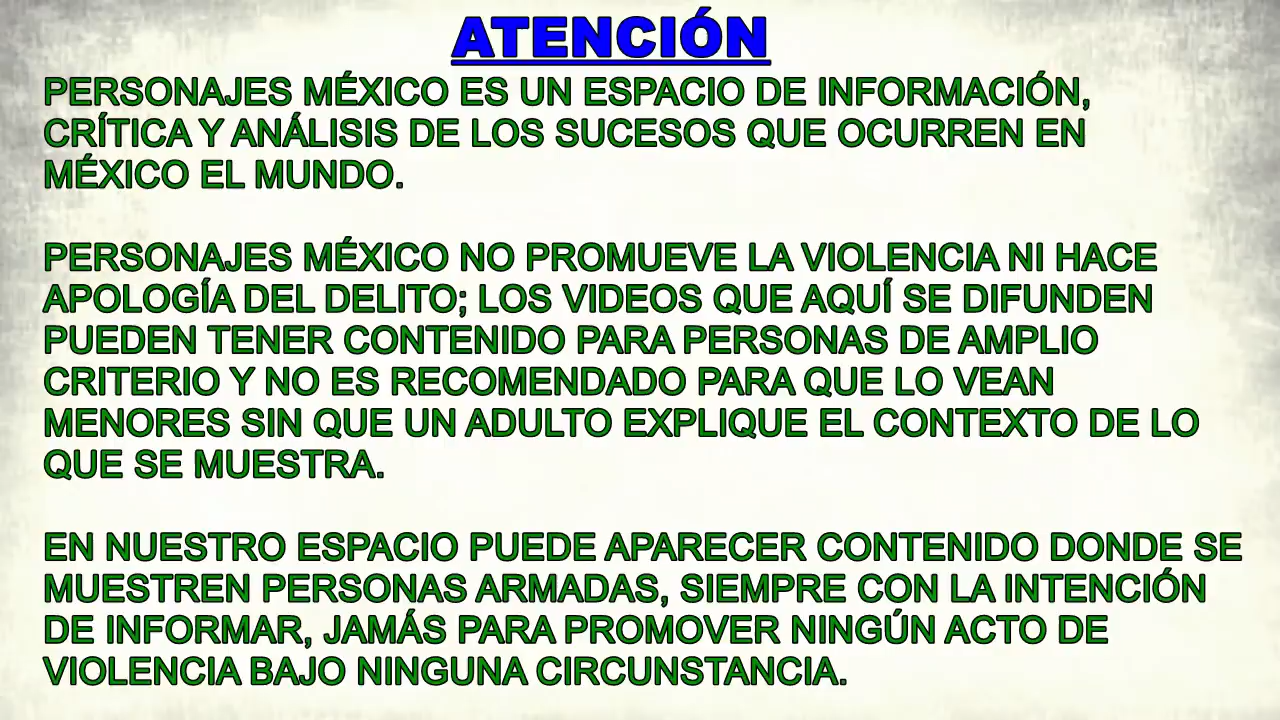 ATENCIÓN
PERSONAJES MÉXICO ES UN ESPACIO DE INFORMACIÓN,
CRÍTICA Y ANÁLISIS DE LOS SUCESOS QUE OCURREN EN
MÉXICO EL MUNDO.
PERSONAJES MÉXICO NO PROMUEVE LA VIOLENCIA NI HACE
APOLOGÍA DEL DELITO; LOS VIDEOS QUE AQUÍ SE DIFUNDEN
PUEDEN TENER CONTENIDO PARA PERSONAS DE AMPLIO
CRITERIO Y NO ES RECOMENDADO PARA QUE LO VEAN
MENORES SIN QUE UN ADULTO EXPLIQUE EL CONTEXTO DE LO
QUE SE MUESTRA.
EN NUESTRO ESPACIO PUEDE APARECER CONTENIDO DONDE SE
MUESTREN PERSONAS ARMADAS, SIEMPRE CON LA INTENCIÓN
DE INFORMAR, JAMÁS PARA PROMOVER NINGÚN ACTO DE
VIOLENCIA BAJO NINGUNA CIRCUNSTANCIA.